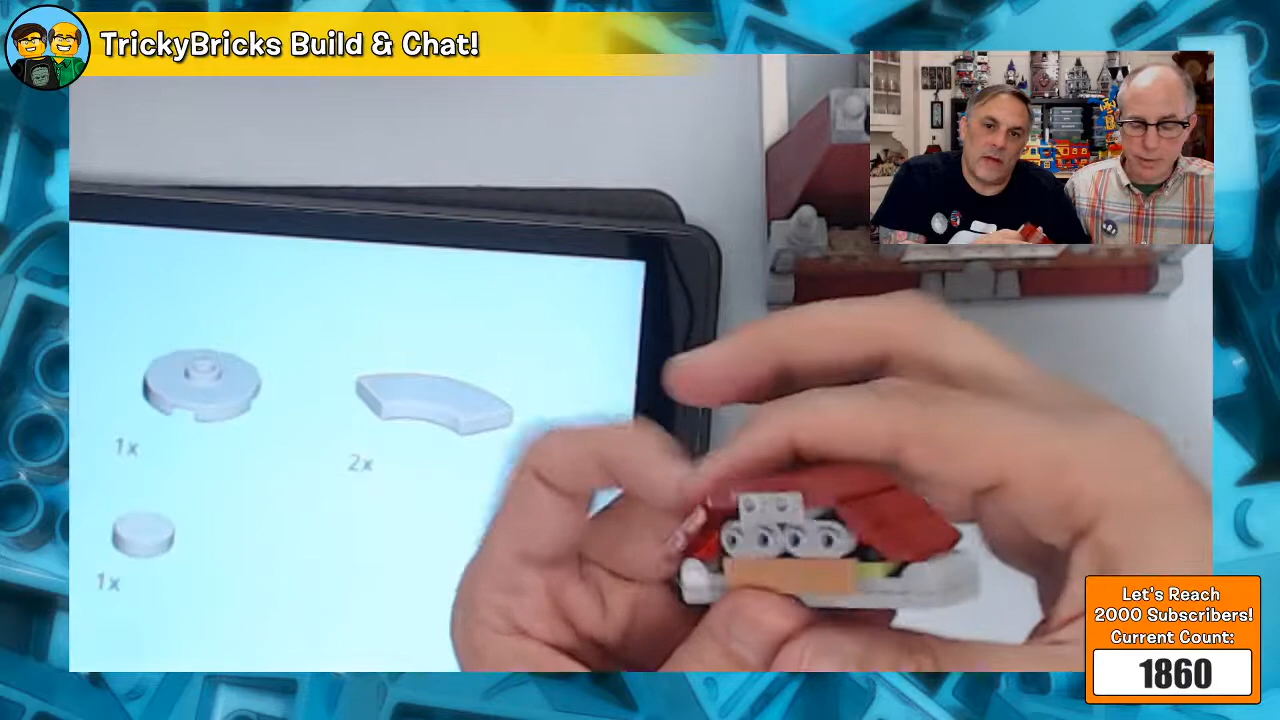 TrickyBricks Build & Chat!
1x
2x
1x
Let's Reach
2000 Subscribers!
Current Count:
1860